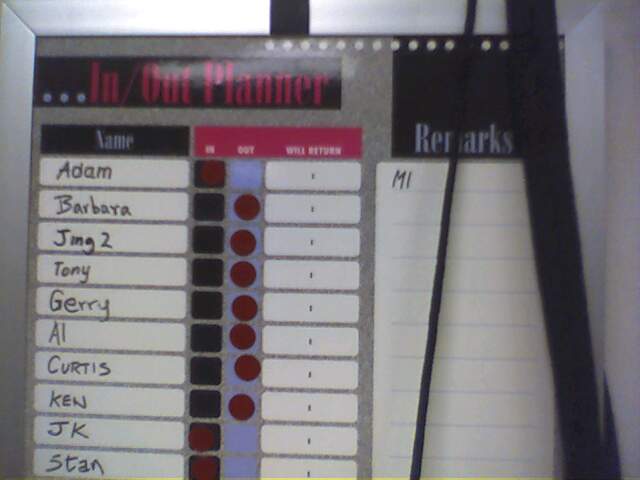 ...In/Out Planner
Name IN OUT WILL RETURN Remarks
Adam MI
Barbara
Jing 2
Tony
Gerry
Al
CURTIS
KEN
JK
Stan